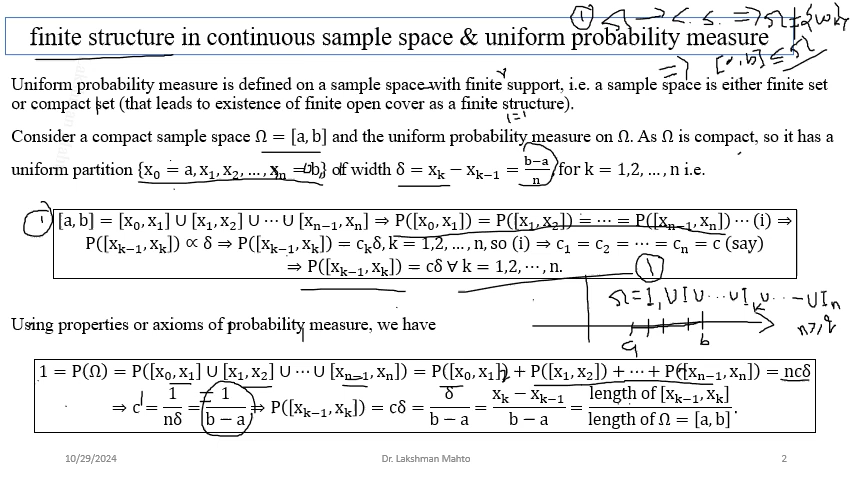 ① Ω → C.S. ⇒ Ω ≠ {ω}
finite structure in continuous sample space & uniform probability measure
⇒ [a,b] ⊆ Ω
Uniform probability measure is defined on a sample space with finite support, i.e. a sample space is either finite set
or compact set (that leads to existence of finite open cover as a finite structure).
i=1
Consider a compact sample space Ω = [a, b] and the uniform probability measure on Ω. As Ω is compact, so it has a
uniform partition {x₀ = a, x₁, x₂, …, xₙ = b} of width δ = xₖ − xₖ₋₁ = (b−a)/n, for k = 1,2, …, n i.e.
① [a, b] = [x₀, x₁] ∪ [x₁, x₂] ∪ ⋯ ∪ [xₙ₋₁, xₙ] ⇒ P([x₀, x₁]) = P([x₁, x₂]) = ⋯ = P([xₙ₋₁, xₙ]) ⋯ (i) ⇒
P([xₖ₋₁, xₖ]) ∝ δ ⇒ P([xₖ₋₁, xₖ]) = cₖδ, k = 1,2, …, n, so (i) ⇒ c₁ = c₂ = ⋯ = cₙ = c (say)
⇒ P([xₖ₋₁, xₖ]) = cδ ∀ k = 1,2, ⋯, n.
①
Ω = I₁ ∪ I ∪ ⋯ ∪ Iₖ ∪ ⋯ − ∪ Iₙ
n ≥ 2
a b
Using properties or axioms of probability measure, we have
1 = P(Ω) = P([x₀, x₁] ∪ [x₁, x₂] ∪ ⋯ ∪ [xₙ₋₁, xₙ]) = P([x₀, x₁]) + P([x₁, x₂]) + ⋯ + P([xₙ₋₁, xₙ]) = ncδ
⇒ c = 1/(nδ) = 1/(b − a) ⇒ P([xₖ₋₁, xₖ]) = cδ = δ/(b − a) = (xₖ − xₖ₋₁)/(b − a) = length of [xₖ₋₁, xₖ]/length of Ω = [a, b].
10/29/2024
Dr. Lakshman Mahto
2